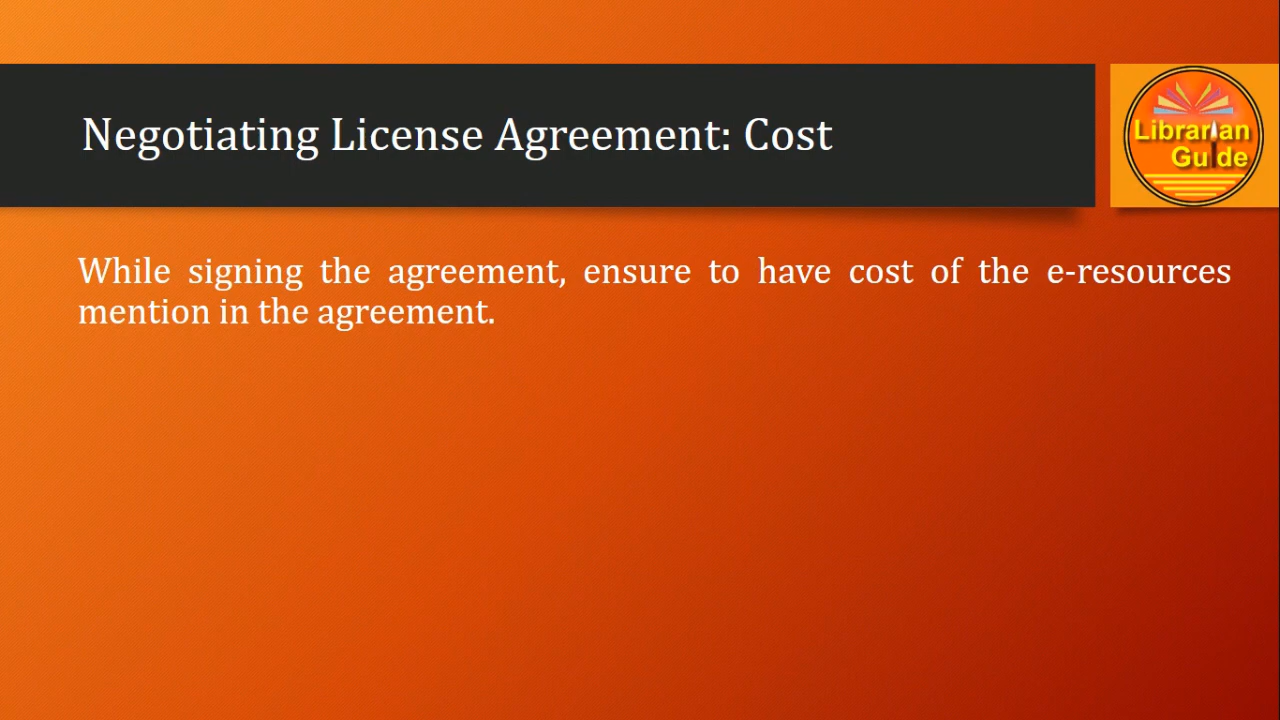 Negotiating License Agreement: Cost
Librarian
Guide
While signing the agreement, ensure to have cost of the e-resources
mention in the agreement.